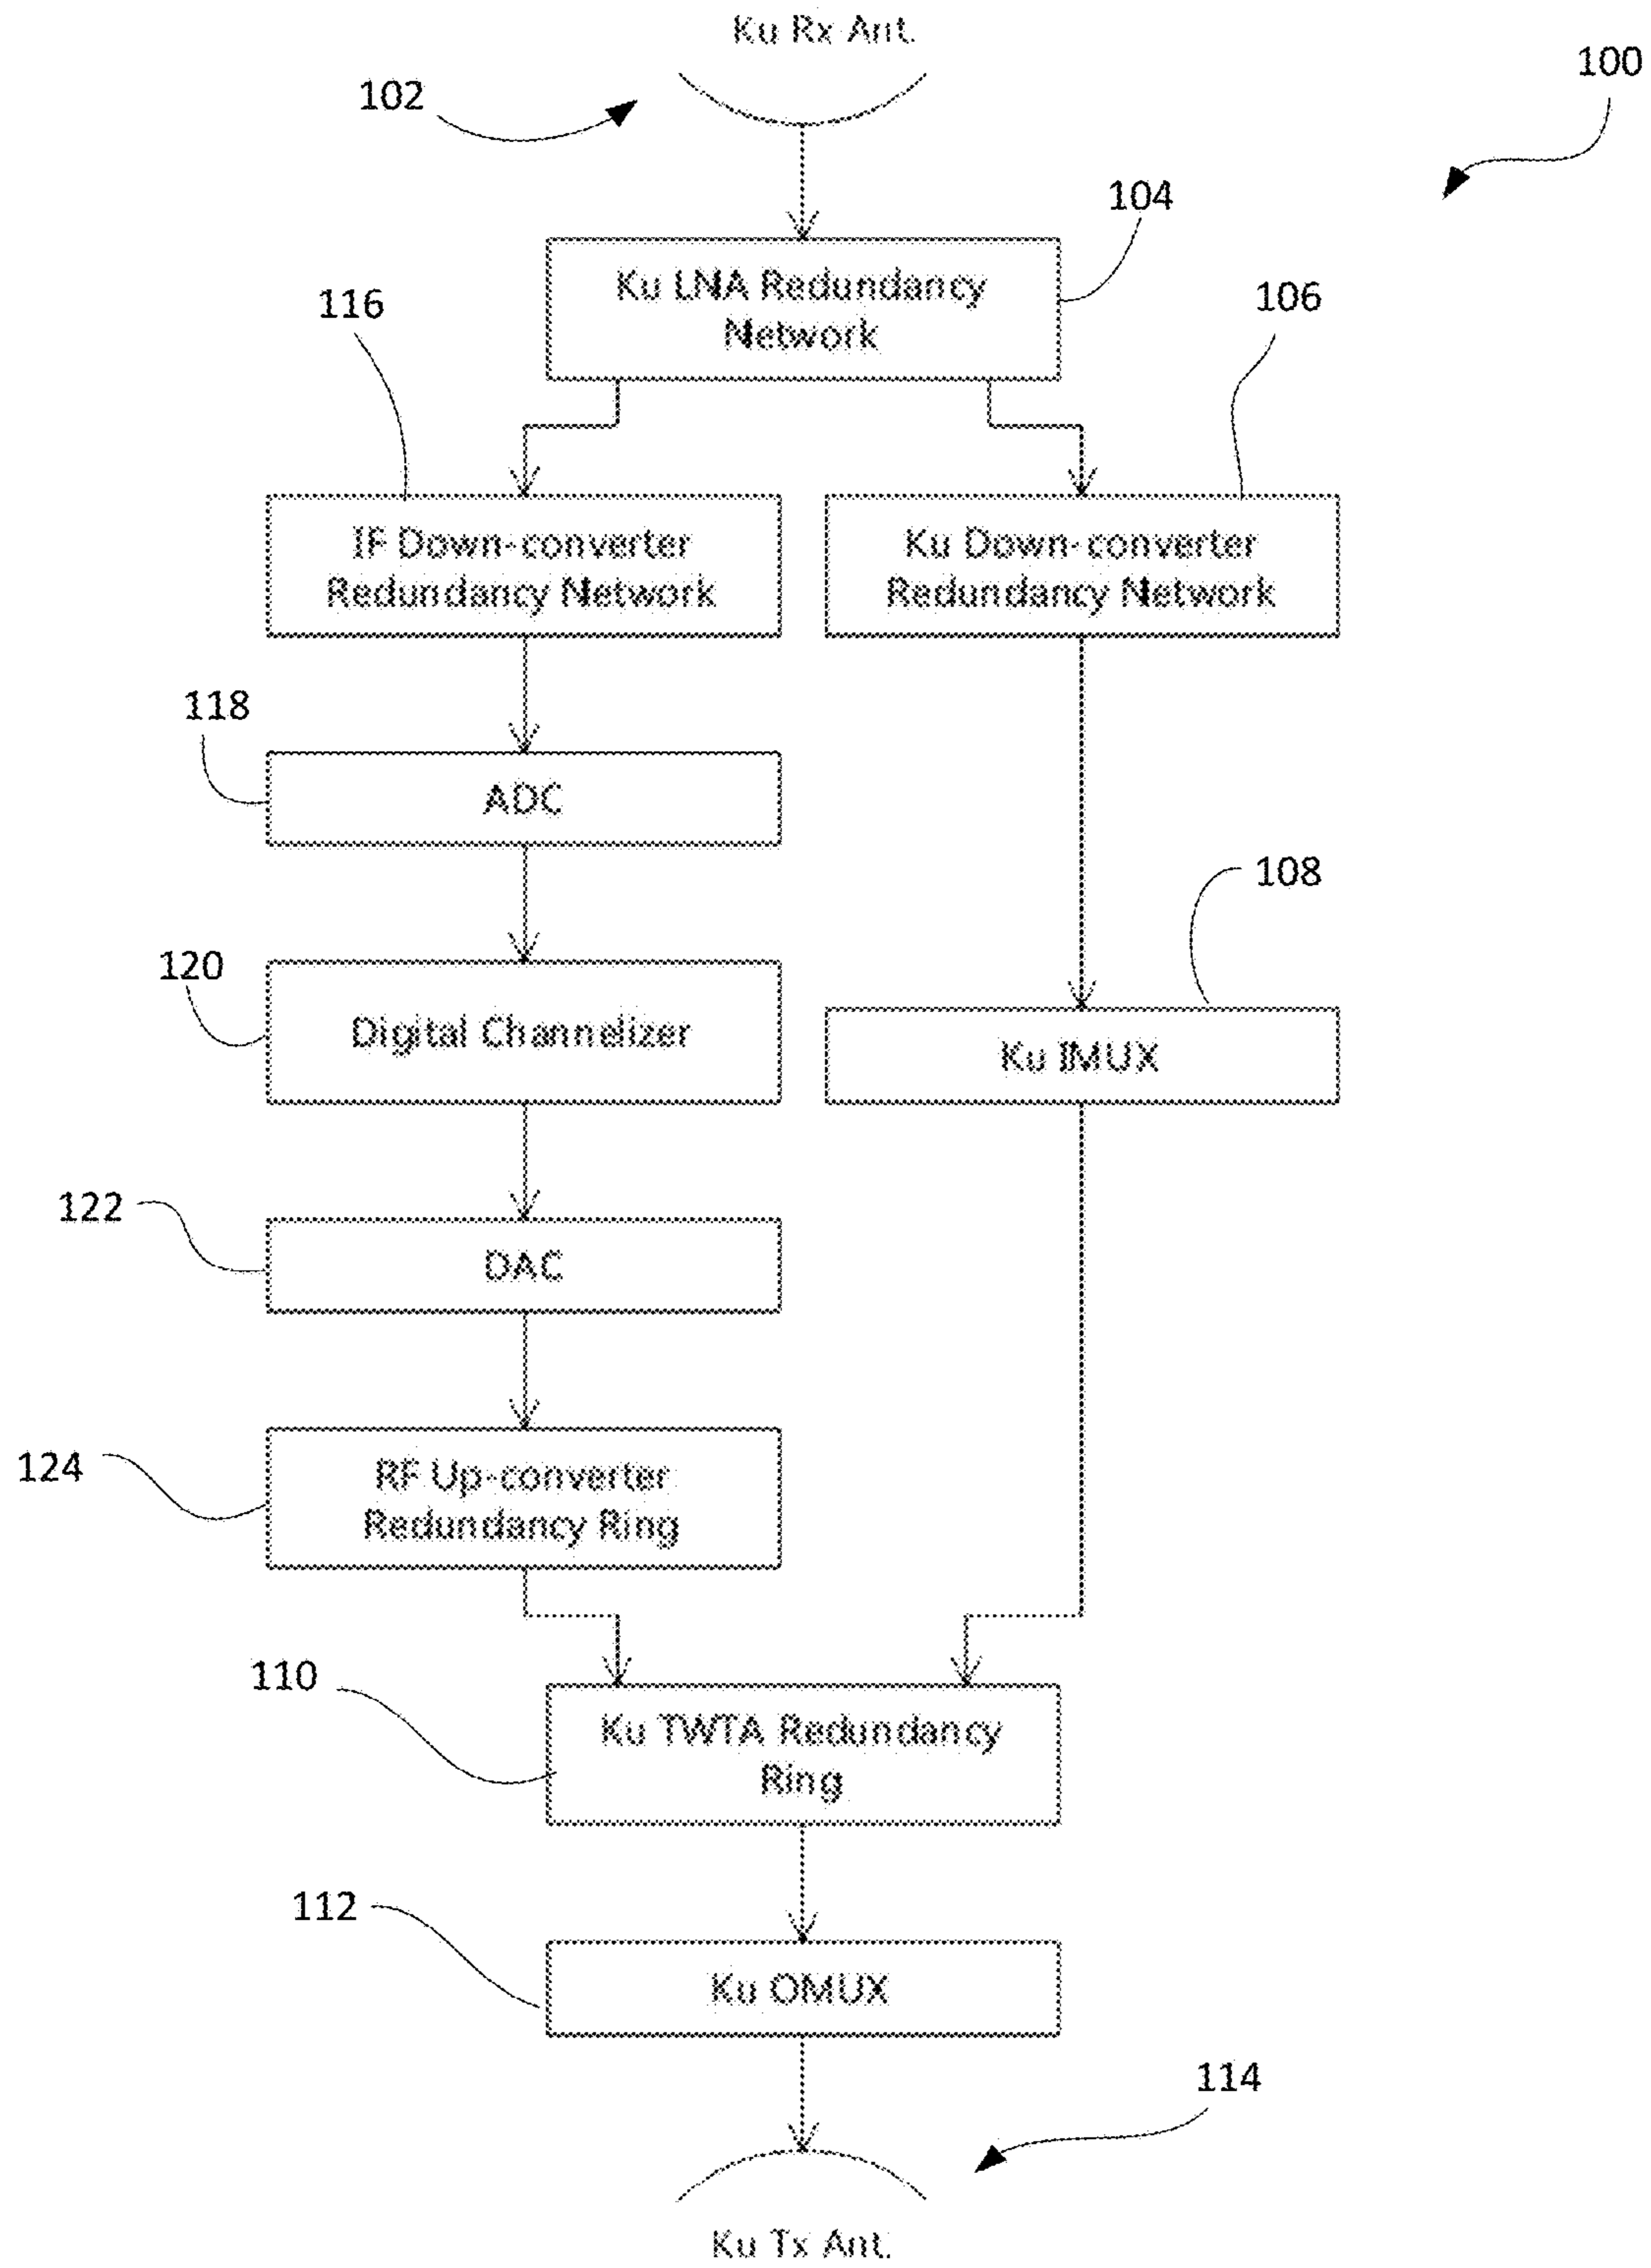 Ku Rx Ant.
100
102
104
Ku LNA Redundancy
Network
116
106
IF Down-converter
Redundancy Network
Ku Down-converter
Redundancy Network
118
ADC
108
120
Digital Channelizer
Ku IMUX
122
DAC
124
RF Up-converter
Redundancy Ring
110
Ku TWTA Redundancy
Ring
112
Ku OMUX
114
Ku Tx Ant.